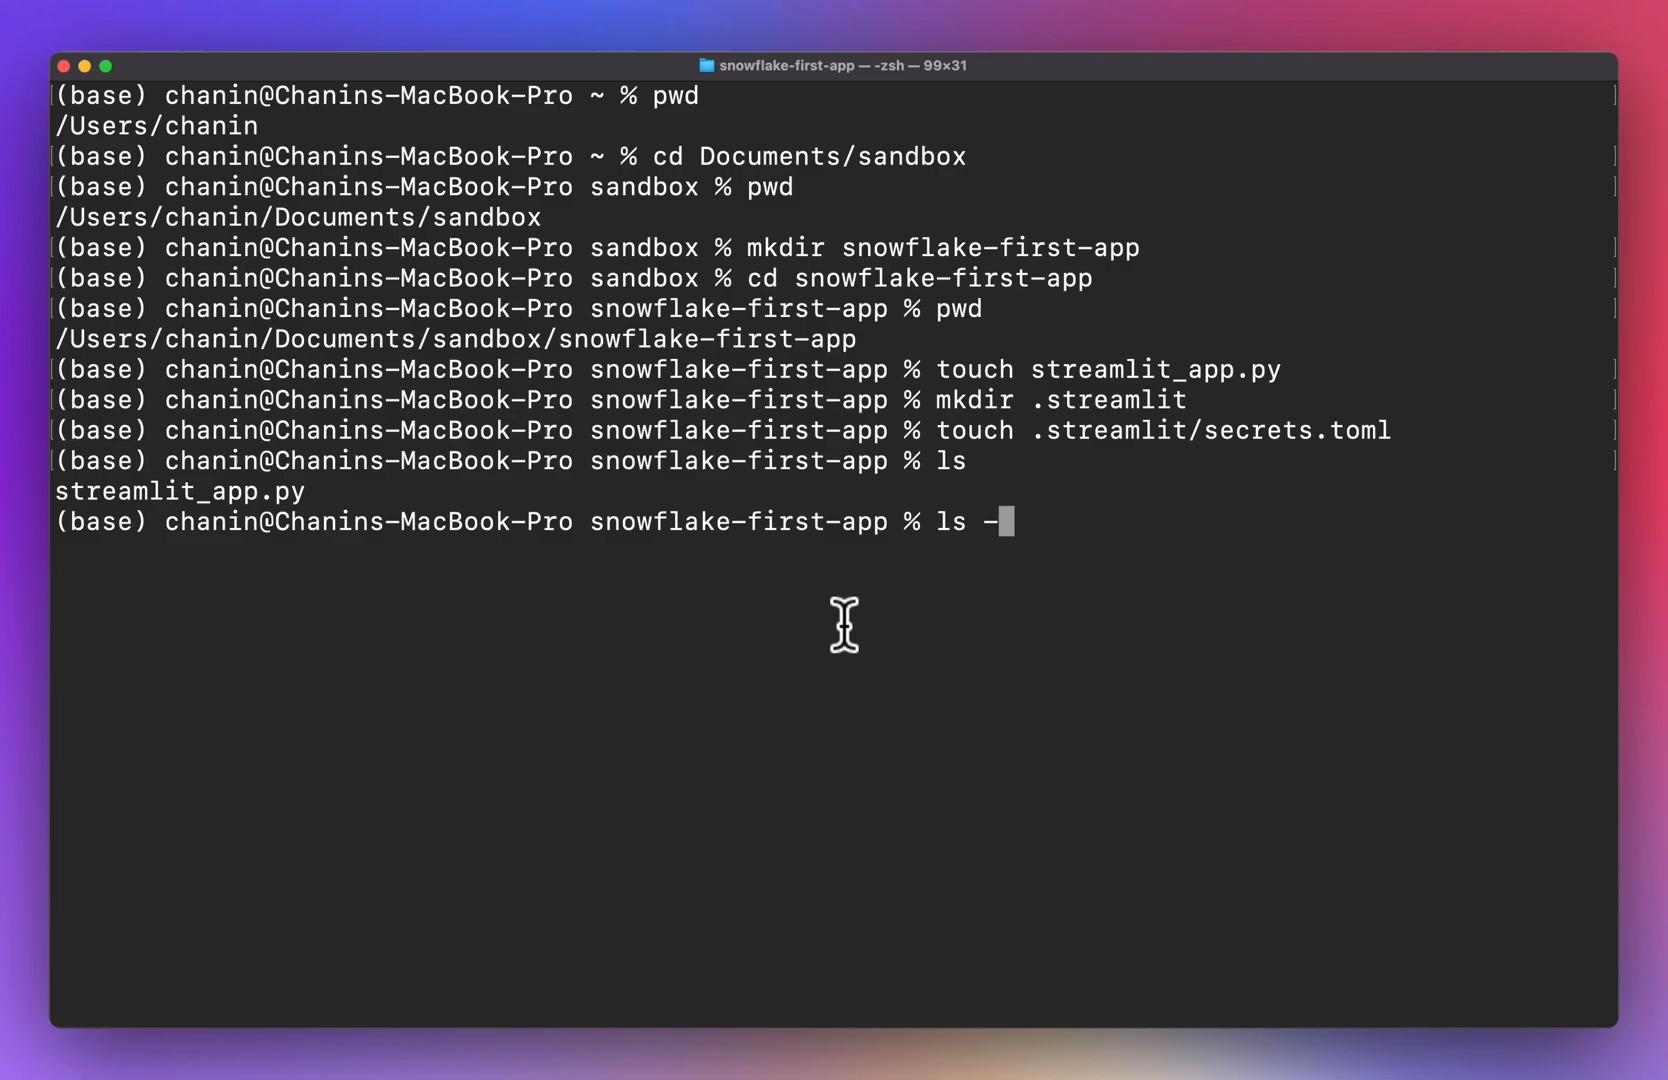 snowflake-first-app — -zsh — 99×31
(base) chanin@Chanins-MacBook-Pro ~ % pwd
/Users/chanin
(base) chanin@Chanins-MacBook-Pro ~ % cd Documents/sandbox
(base) chanin@Chanins-MacBook-Pro sandbox % pwd
/Users/chanin/Documents/sandbox
(base) chanin@Chanins-MacBook-Pro sandbox % mkdir snowflake-first-app
(base) chanin@Chanins-MacBook-Pro sandbox % cd snowflake-first-app
(base) chanin@Chanins-MacBook-Pro snowflake-first-app % pwd
/Users/chanin/Documents/sandbox/snowflake-first-app
(base) chanin@Chanins-MacBook-Pro snowflake-first-app % touch streamlit_app.py
(base) chanin@Chanins-MacBook-Pro snowflake-first-app % mkdir .streamlit
(base) chanin@Chanins-MacBook-Pro snowflake-first-app % touch .streamlit/secrets.toml
(base) chanin@Chanins-MacBook-Pro snowflake-first-app % ls
streamlit_app.py
(base) chanin@Chanins-MacBook-Pro snowflake-first-app % ls -